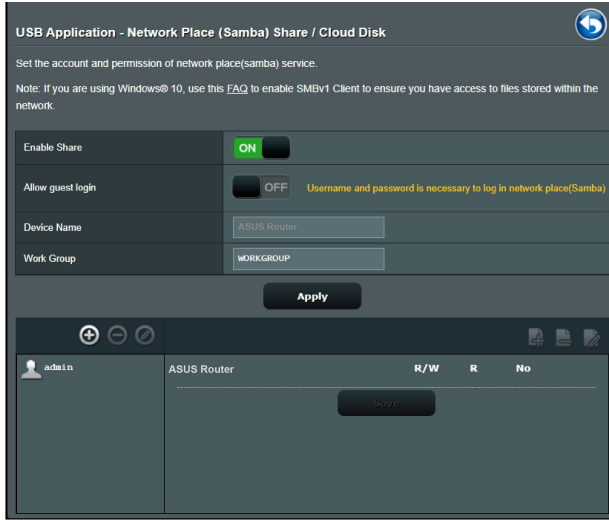 USB Application - Network Place (Samba) Share / Cloud Disk
Set the account and permission of network place(samba) service.
Note: If you are using Windows® 10, use this FAQ to enable SMBv1 Client to ensure you have access to files stored within the
network.
Enable Share ON
Allow guest login OFF Username and password is necessary to log in network place(Samba)
Device Name ASUS Router
Work Group WORKGROUP
Apply
admin ASUS Router R/W R No
Save